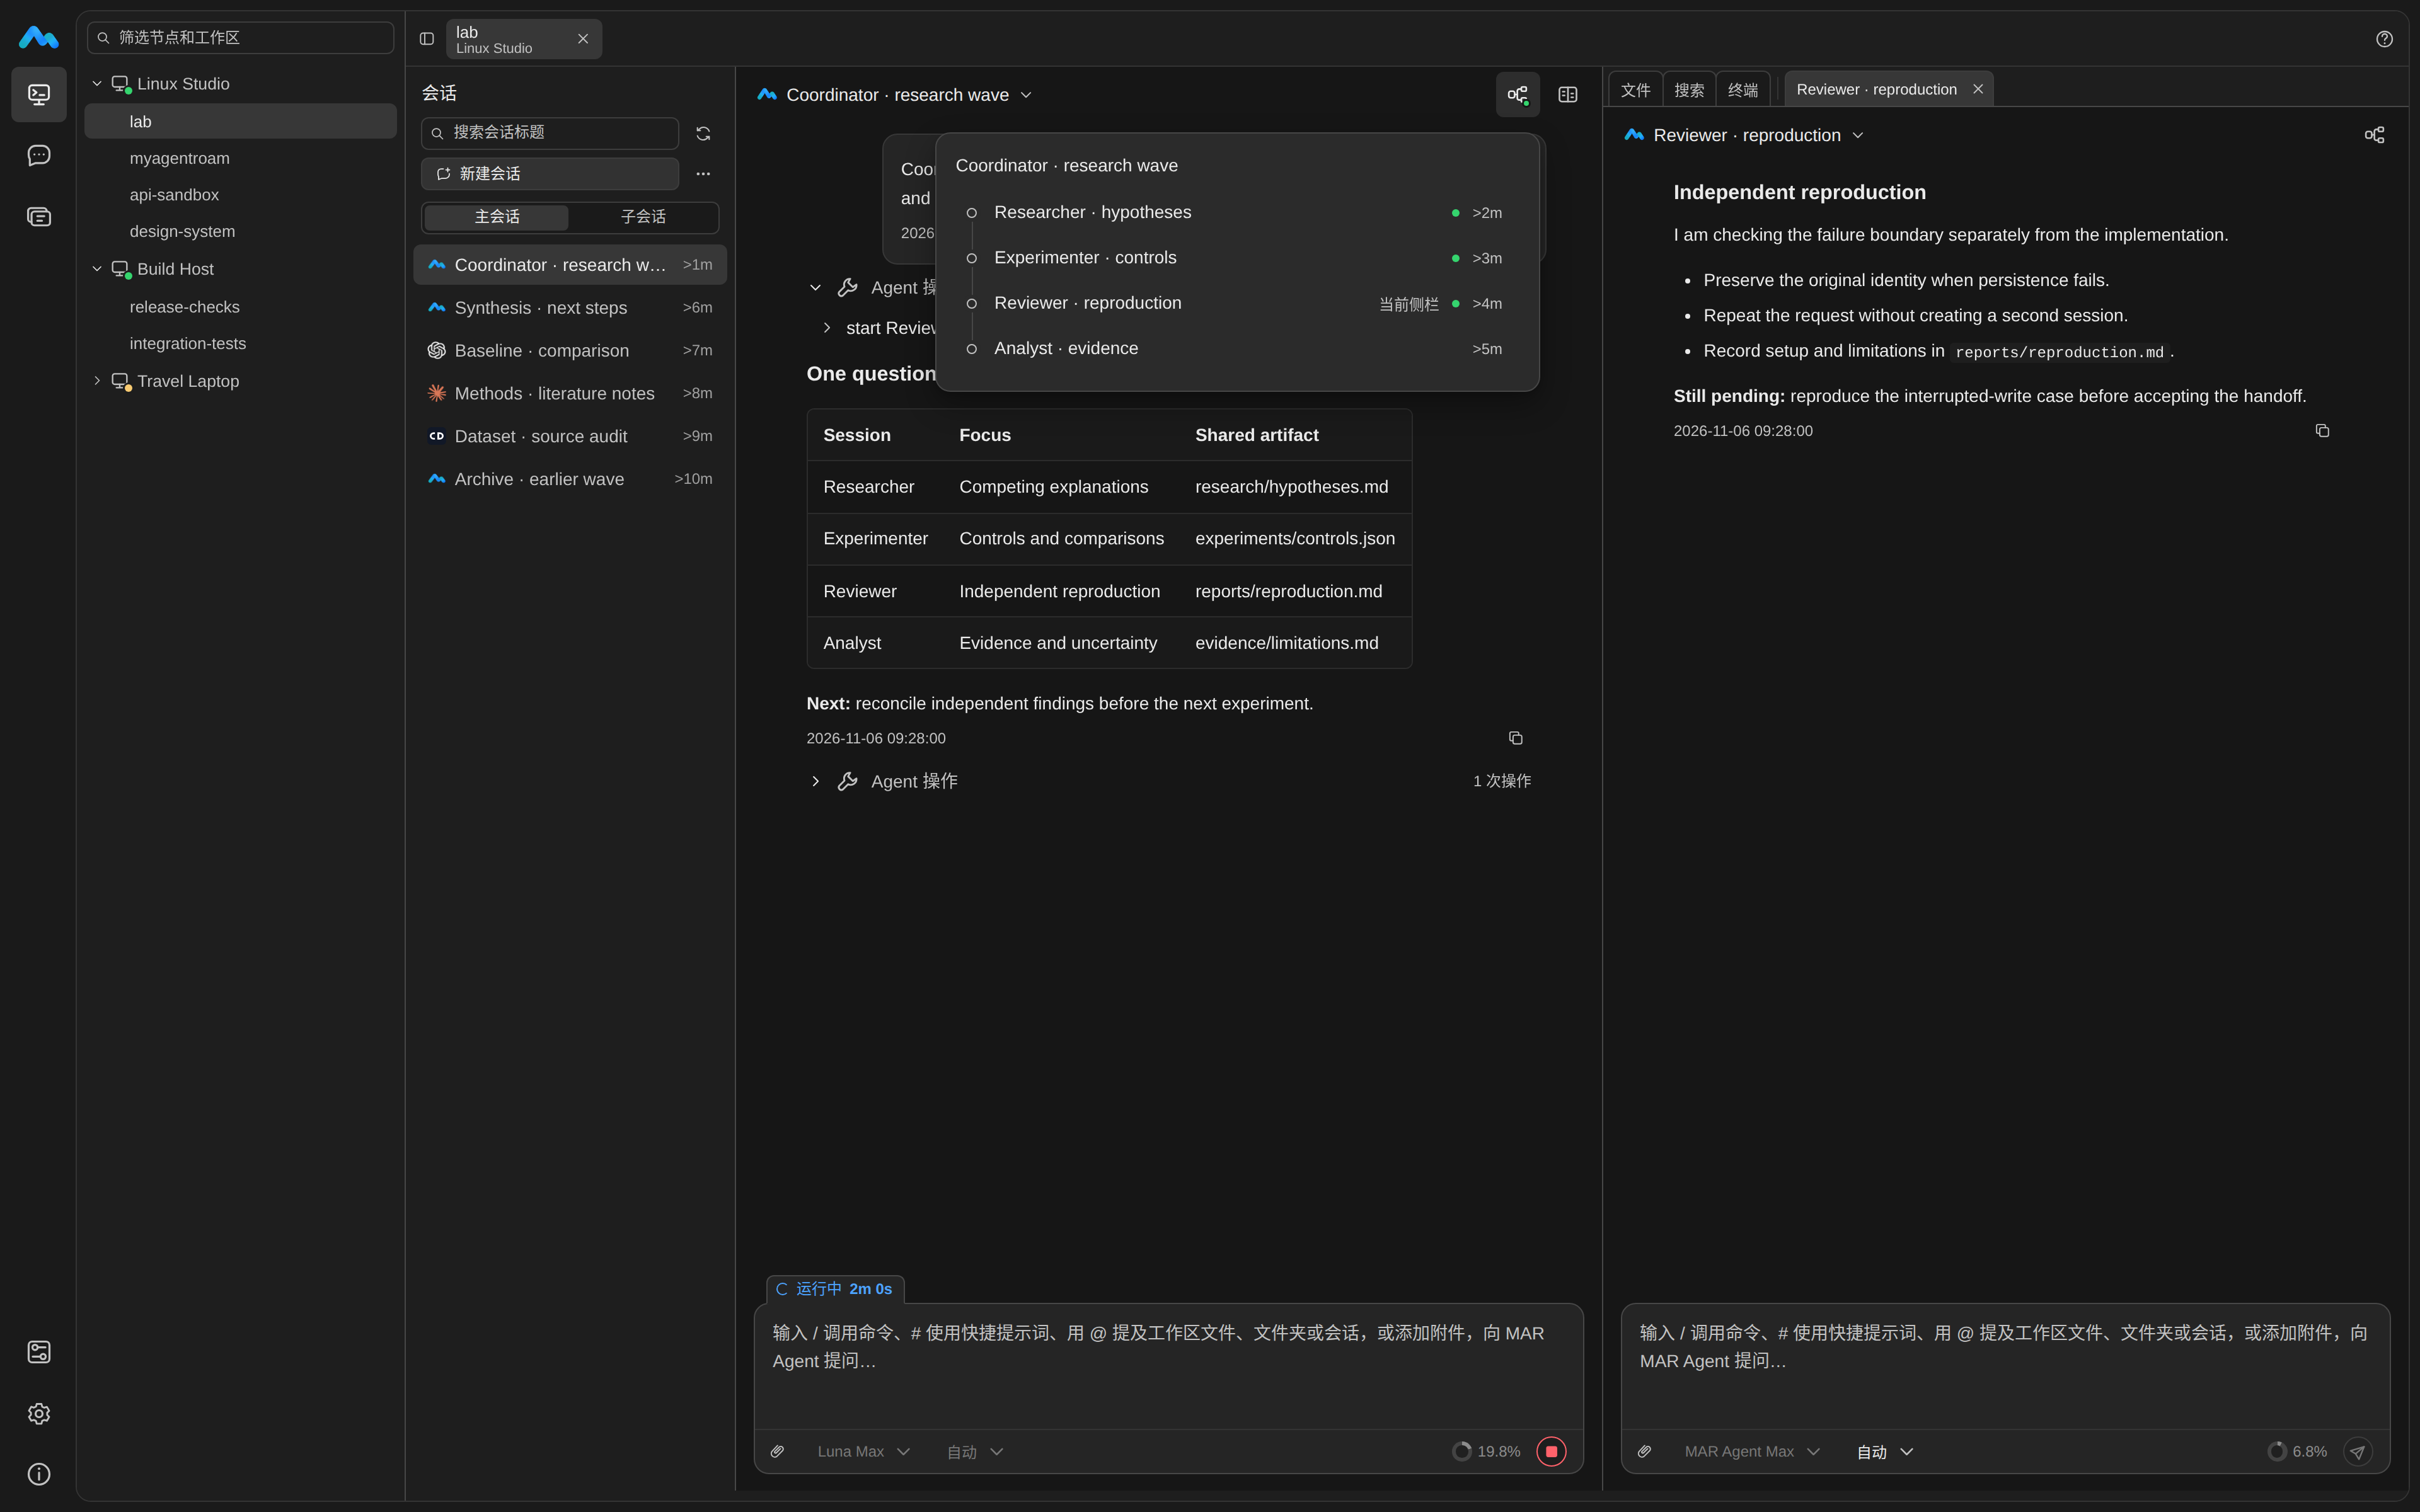 筛选节点和工作区
Linux Studio
lab
myagentroam
api-sandbox
design-system
Build Host
release-checks
integration-tests
Travel Laptop
lab
Linux Studio
会话
搜索会话标题
新建会话
主会话
子会话
Coordinator · research w… >1m
Synthesis · next steps >6m
Baseline · comparison >7m
Methods · literature notes >8m
CD Dataset · source audit >9m
Archive · earlier wave >10m
Coordinator · research wave
Coor
and
2026
Coordinator · research wave
Researcher · hypotheses >2m
Experimenter · controls >3m
Reviewer · reproduction 当前侧栏 >4m
Analyst · evidence >5m
Agent 操
start Review
One question
Session Focus Shared artifact
Researcher Competing explanations research/hypotheses.md
Experimenter Controls and comparisons experiments/controls.json
Reviewer Independent reproduction reports/reproduction.md
Analyst Evidence and uncertainty evidence/limitations.md
Next: reconcile independent findings before the next experiment.
2026-11-06 09:28:00
Agent 操作 1 次操作
运行中 2m 0s
输入 / 调用命令、# 使用快捷提示词、用 @ 提及工作区文件、文件夹或会话，或添加附件，向 MAR
Agent 提问…
Luna Max 自动 19.8%
文件 搜索 终端 Reviewer · reproduction
Reviewer · reproduction
Independent reproduction
I am checking the failure boundary separately from the implementation.
• Preserve the original identity when persistence fails.
• Repeat the request without creating a second session.
• Record setup and limitations in reports/reproduction.md.
Still pending: reproduce the interrupted-write case before accepting the handoff.
2026-11-06 09:28:00
输入 / 调用命令、# 使用快捷提示词、用 @ 提及工作区文件、文件夹或会话，或添加附件，向
MAR Agent 提问…
MAR Agent Max 自动 6.8%